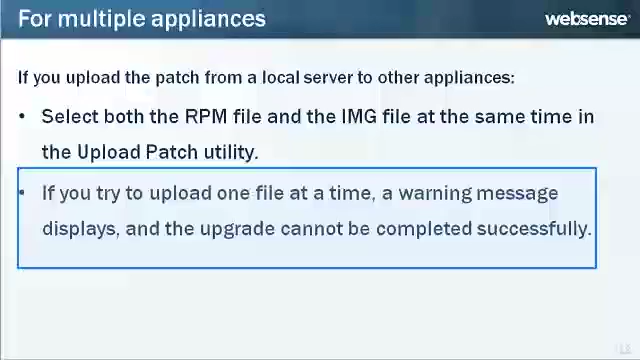 For multiple appliances
websense
If you upload the patch from a local server to other appliances:
• Select both the RPM file and the IMG file at the same time in
the Upload Patch utility.
• If you try to upload one file at a time, a warning message
displays, and the upgrade cannot be completed successfully.